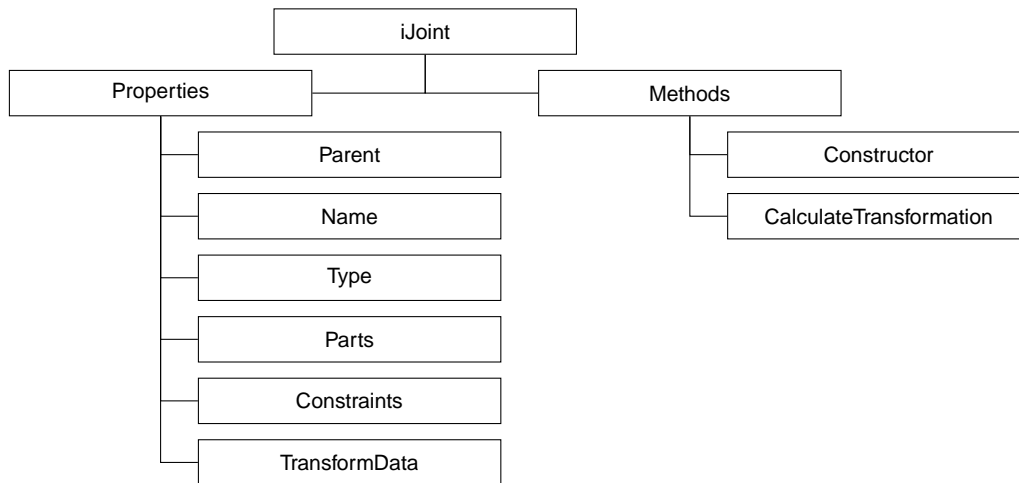 iJoint
Properties
Methods
Parent
Constructor
Name
CalculateTransformation
Type
Parts
Constraints
TransformData